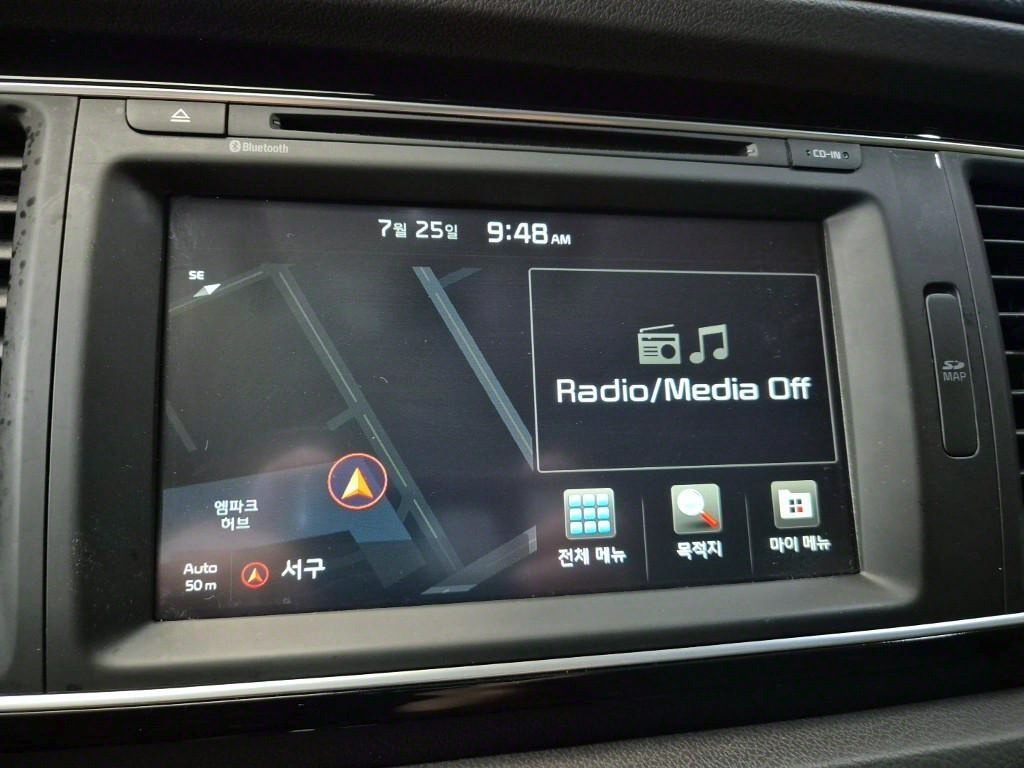 Bluetooth
CD-IN
7월 25일 9:48 AM
SE
Radio/Media Off
SD
MAP
엠파크
허브
전체 메뉴
목적지
마이 메뉴
Auto
50 m
서구